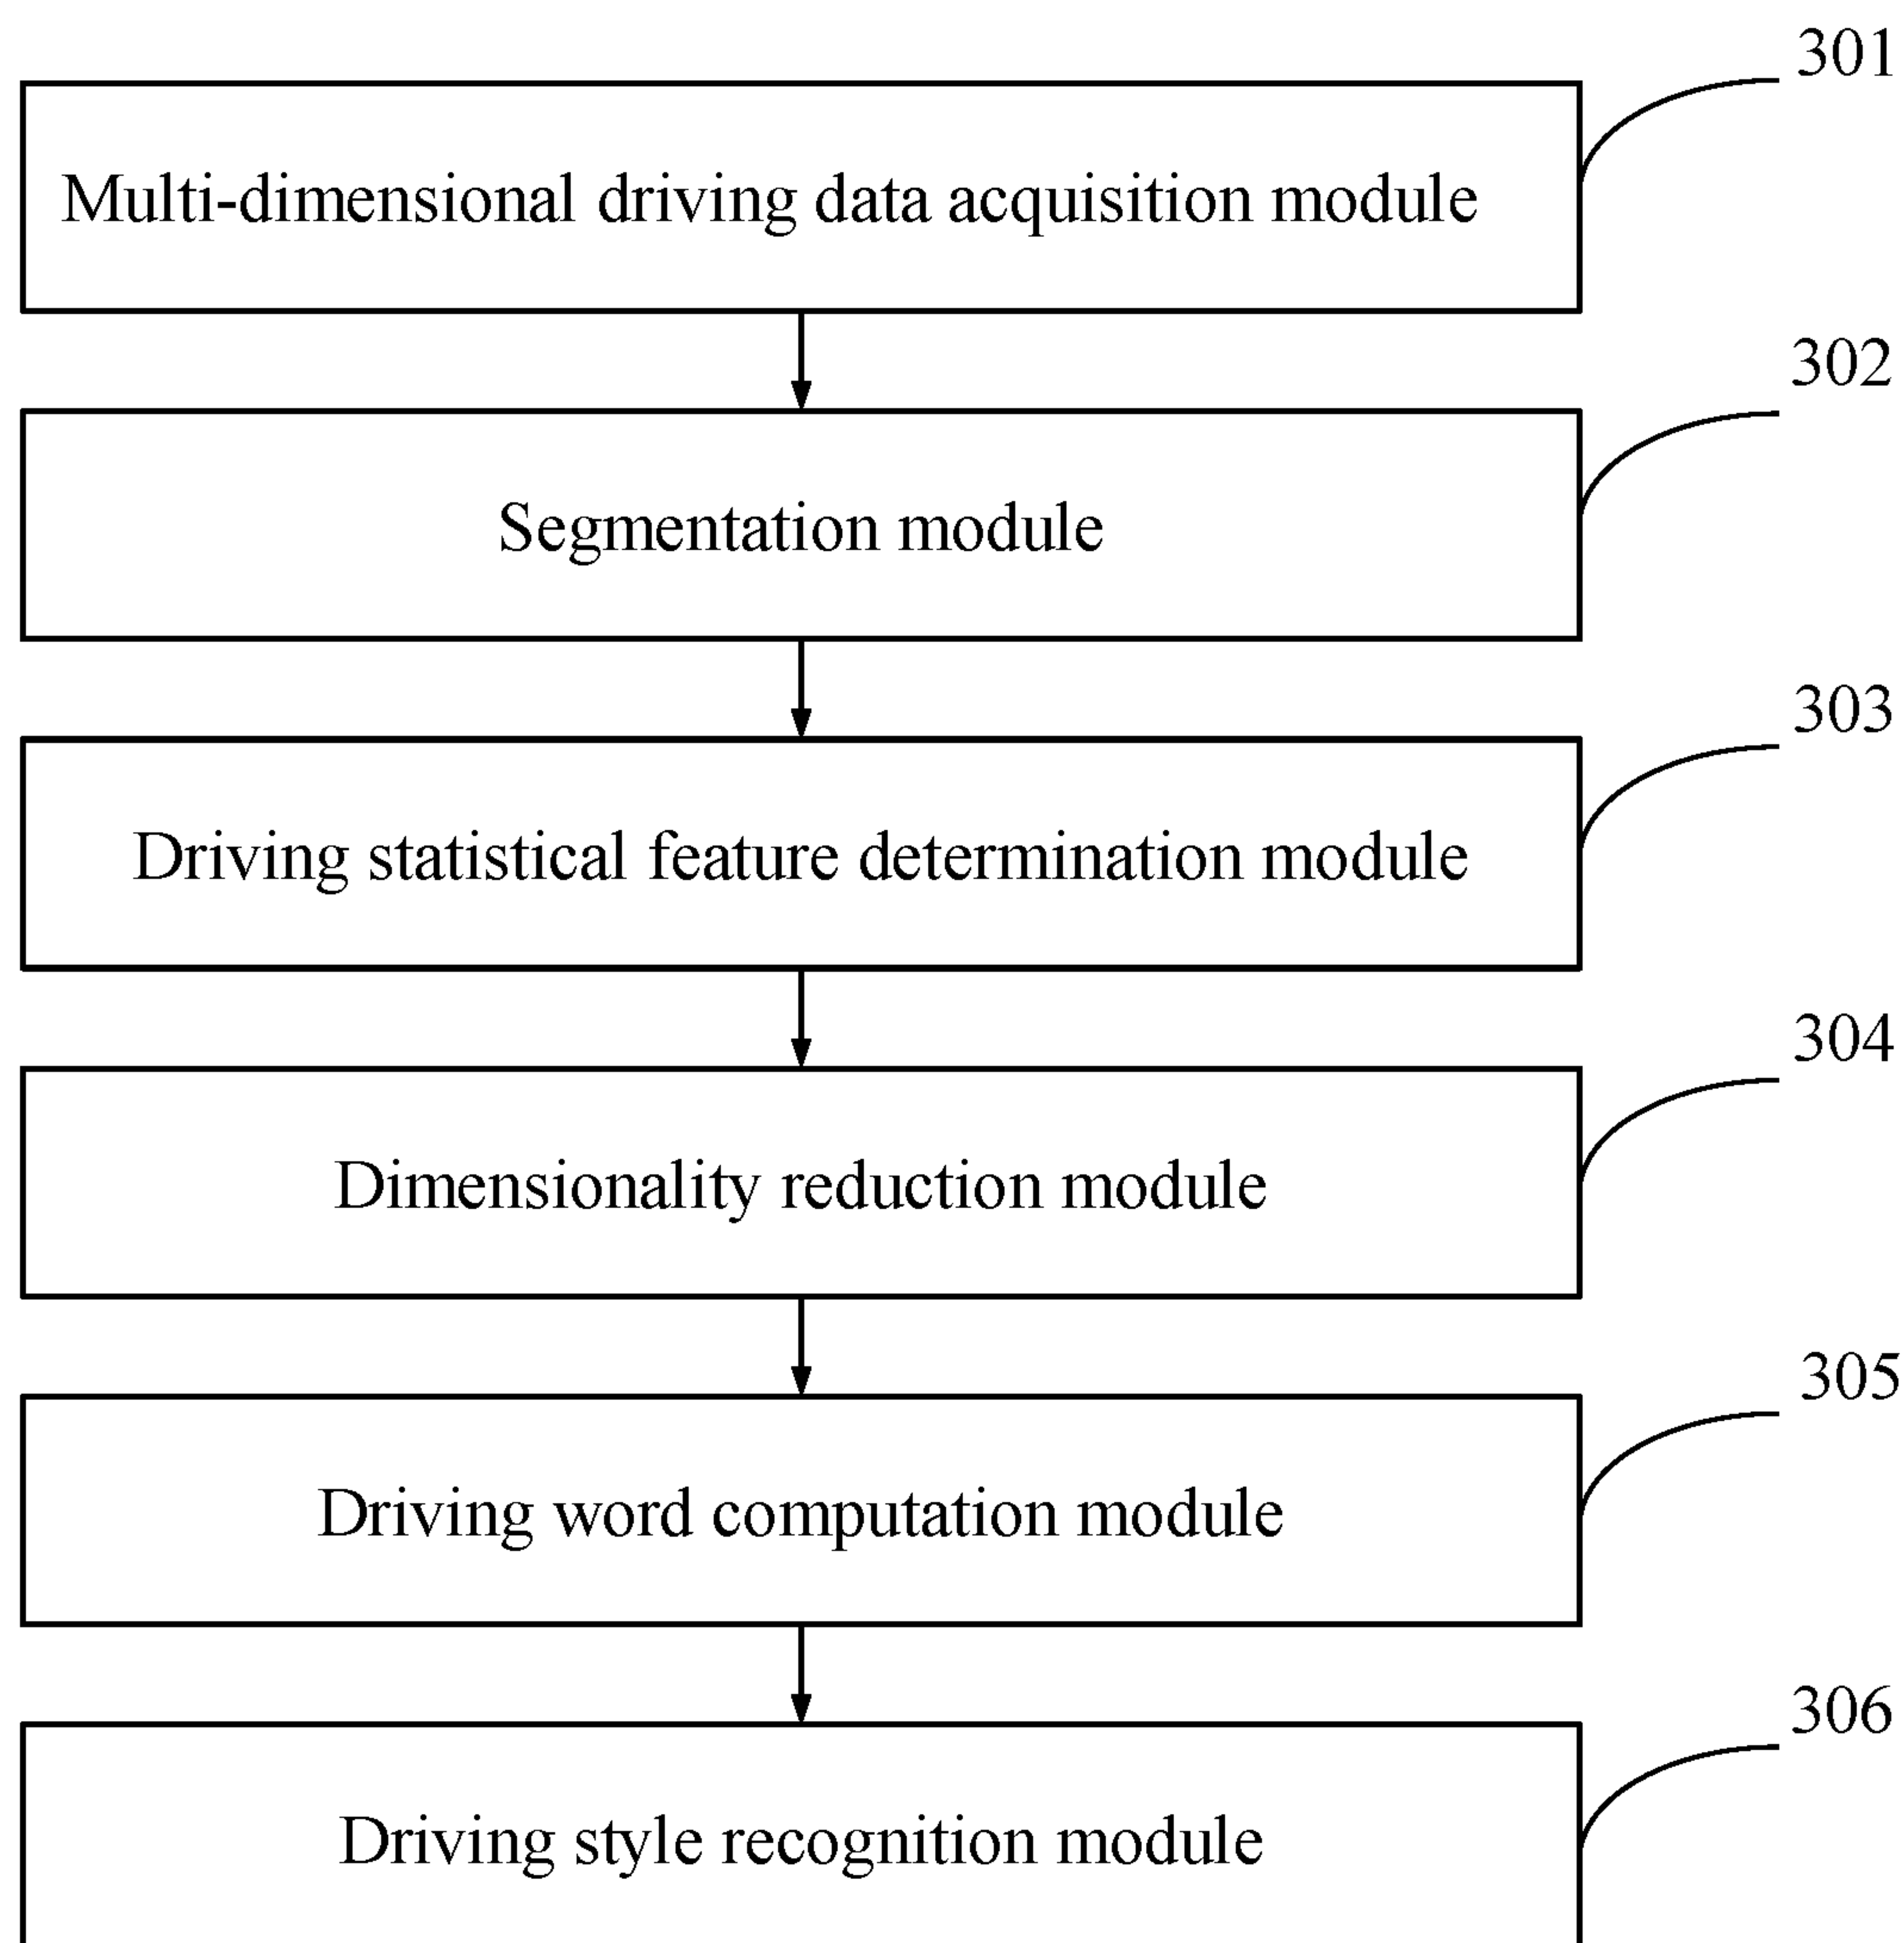 301
Multi-dimensional driving data acquisition module
302
Segmentation module
303
Driving statistical feature determination module
304
Dimensionality reduction module
305
Driving word computation module
306
Driving style recognition module